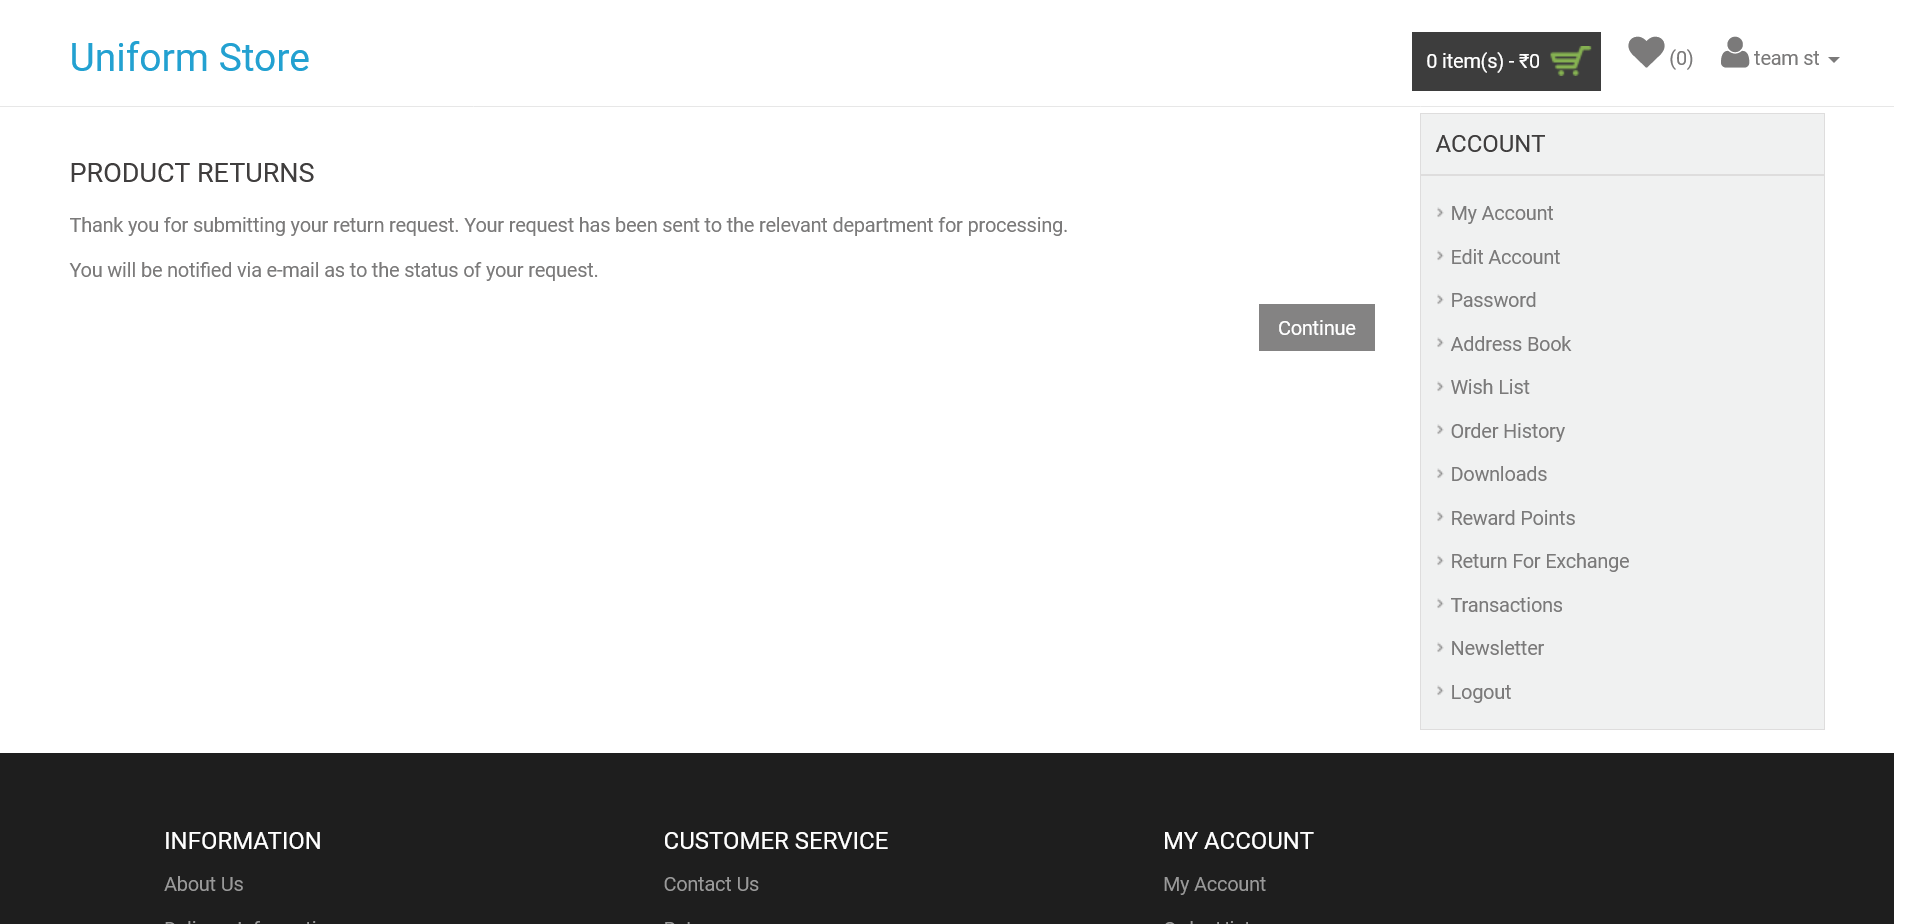 Uniform Store
0 item(s) - ₹0
(0)
team st
PRODUCT RETURNS
Thank you for submitting your return request. Your request has been sent to the relevant department for processing.
You will be notified via e-mail as to the status of your request.
Continue
ACCOUNT
My Account
Edit Account
Password
Address Book
Wish List
Order History
Downloads
Reward Points
Return For Exchange
Transactions
Newsletter
Logout
INFORMATION
About Us
CUSTOMER SERVICE
Contact Us
MY ACCOUNT
My Account